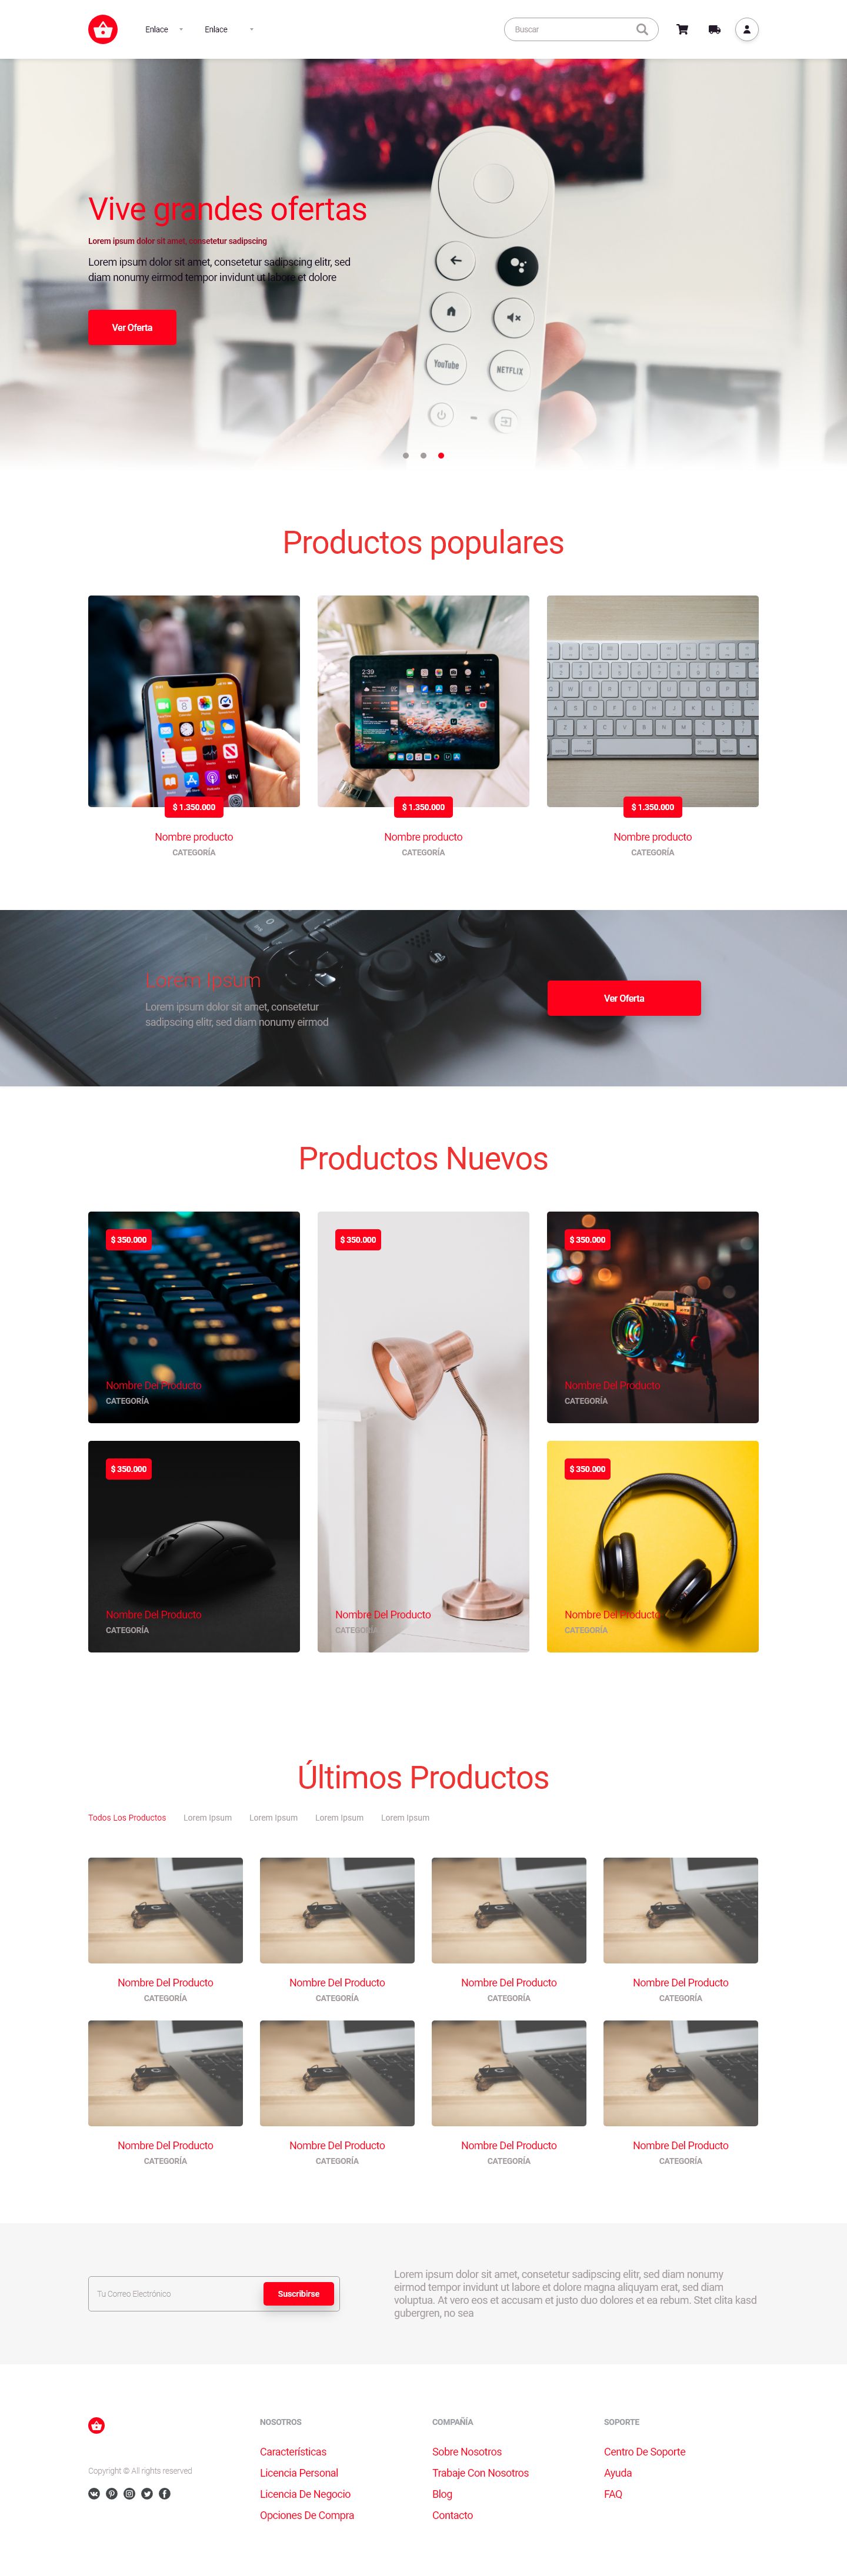 Enlace
Enlace
Buscar
Vive grandes ofertas
Lorem ipsum dolor sit amet, consetetur sadipscing
Lorem ipsum dolor sit amet, consetetur sadipscing elitr, sed
diam nonumy eirmod tempor invidunt ut labore et dolore
Ver Oferta
YouTube
NETFLIX
Productos populares
2:39
$ 1.350.000
$ 1.350.000
$ 1.350.000
Nombre producto
Nombre producto
Nombre producto
CATEGORÍA
CATEGORÍA
CATEGORÍA
Lorem Ipsum
Lorem ipsum dolor sit amet, consetetur
sadipscing elitr, sed diam nonumy eirmod
Ver Oferta
Productos Nuevos
$ 350.000
$ 350.000
$ 350.000
Nombre Del Producto
CATEGORÍA
Nombre Del Producto
CATEGORÍA
$ 350.000
$ 350.000
Nombre Del Producto
CATEGORÍA
Nombre Del Producto
CATEGORÍA
Nombre Del Producto
CATEGORÍA
Últimos Productos
Todos Los Productos
Lorem Ipsum
Lorem Ipsum
Lorem Ipsum
Lorem Ipsum
Nombre Del Producto
Nombre Del Producto
Nombre Del Producto
Nombre Del Producto
CATEGORÍA
CATEGORÍA
CATEGORÍA
CATEGORÍA
Nombre Del Producto
Nombre Del Producto
Nombre Del Producto
Nombre Del Producto
CATEGORÍA
CATEGORÍA
CATEGORÍA
CATEGORÍA
Tu Correo Electrónico
Suscribirse
Lorem ipsum dolor sit amet, consetetur sadipscing elitr, sed diam nonumy
eirmod tempor invidunt ut labore et dolore magna aliquyam erat, sed diam
voluptua. At vero eos et accusam et justo duo dolores et ea rebum. Stet clita kasd
gubergren, no sea
Copyright © All rights reserved
NOSOTROS
Características
Licencia Personal
Licencia De Negocio
Opciones De Compra
COMPAÑÍA
Sobre Nosotros
Trabaje Con Nosotros
Blog
Contacto
SOPORTE
Centro De Soporte
Ayuda
FAQ